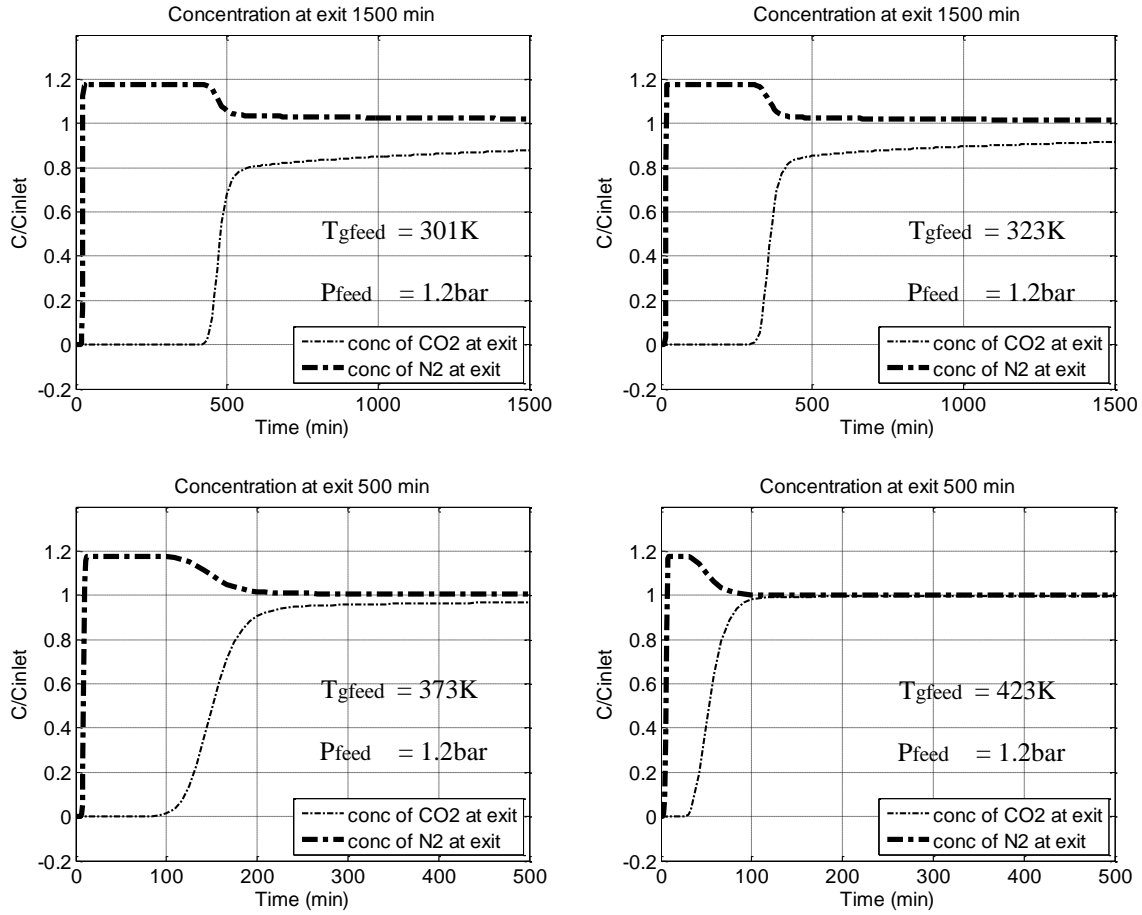 Concentration at exit 1500 min
C/Cinlet
1.2
1
0.8
0.6
0.4
0.2
0
-0.2
Tgfeed = 301K
Pfeed = 1.2bar
conc of CO2 at exit
conc of N2 at exit
0 500 1000 1500
Time (min)
Concentration at exit 1500 min
C/Cinlet
1.2
1
0.8
0.6
0.4
0.2
0
-0.2
Tgfeed = 323K
Pfeed = 1.2bar
conc of CO2 at exit
conc of N2 at exit
0 500 1000 1500
Time (min)
Concentration at exit 500 min
C/Cinlet
1.2
1
0.8
0.6
0.4
0.2
0
-0.2
Tgfeed = 373K
Pfeed = 1.2bar
conc of CO2 at exit
conc of N2 at exit
0 100 200 300 400 500
Time (min)
Concentration at exit 500 min
C/Cinlet
1.2
1
0.8
0.6
0.4
0.2
0
-0.2
Tgfeed = 423K
Pfeed = 1.2bar
conc of CO2 at exit
conc of N2 at exit
0 100 200 300 400 500
Time (min)